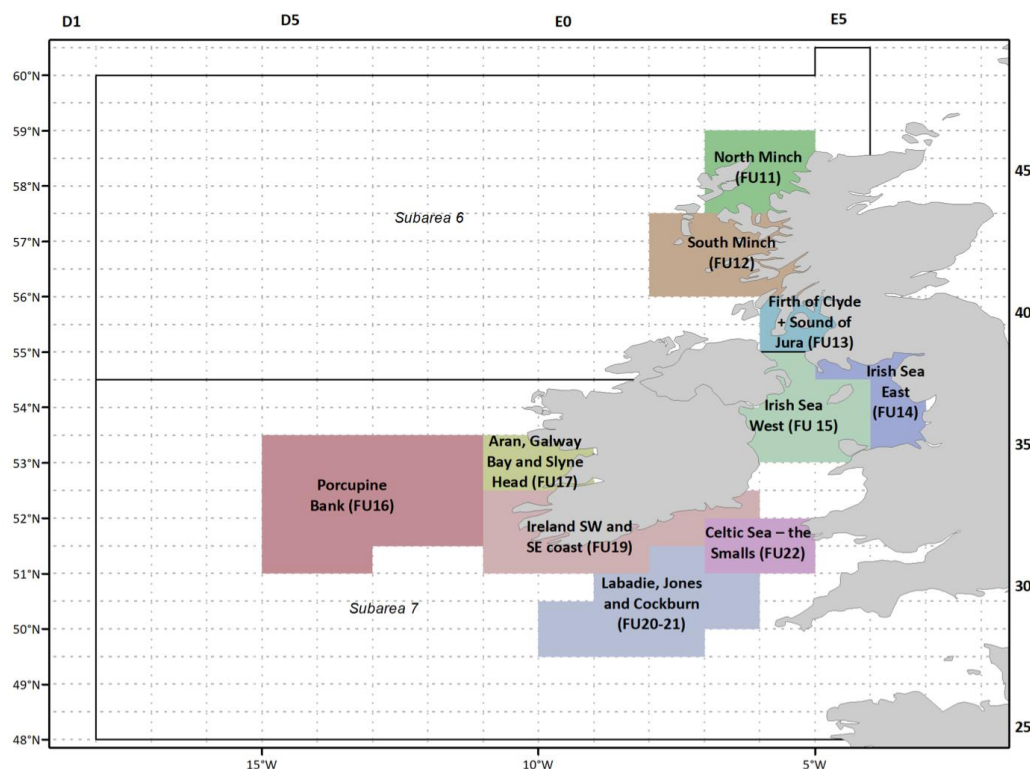 D1 D5 E0 E5
60°N
59°N
North Minch
(FU11)
45
58°N
Subarea 6
57°N
South Minch
(FU12)
56°N
Firth of Clyde
+ Sound of
Jura (FU13)
40
55°N
Irish Sea
East
(FU14)
54°N
Irish Sea
West (FU 15)
Aran, Galway
Bay and Slyne
Head (FU17)
35
53°N
Porcupine
Bank (FU16)
52°N
Ireland SW and
SE coast (FU19)
Celtic Sea – the
Smalls (FU22)
51°N
30
Labadie, Jones
and Cockburn
(FU20-21)
Subarea 7
50°N
49°N
48°N
25
15°W 10°W 5°W